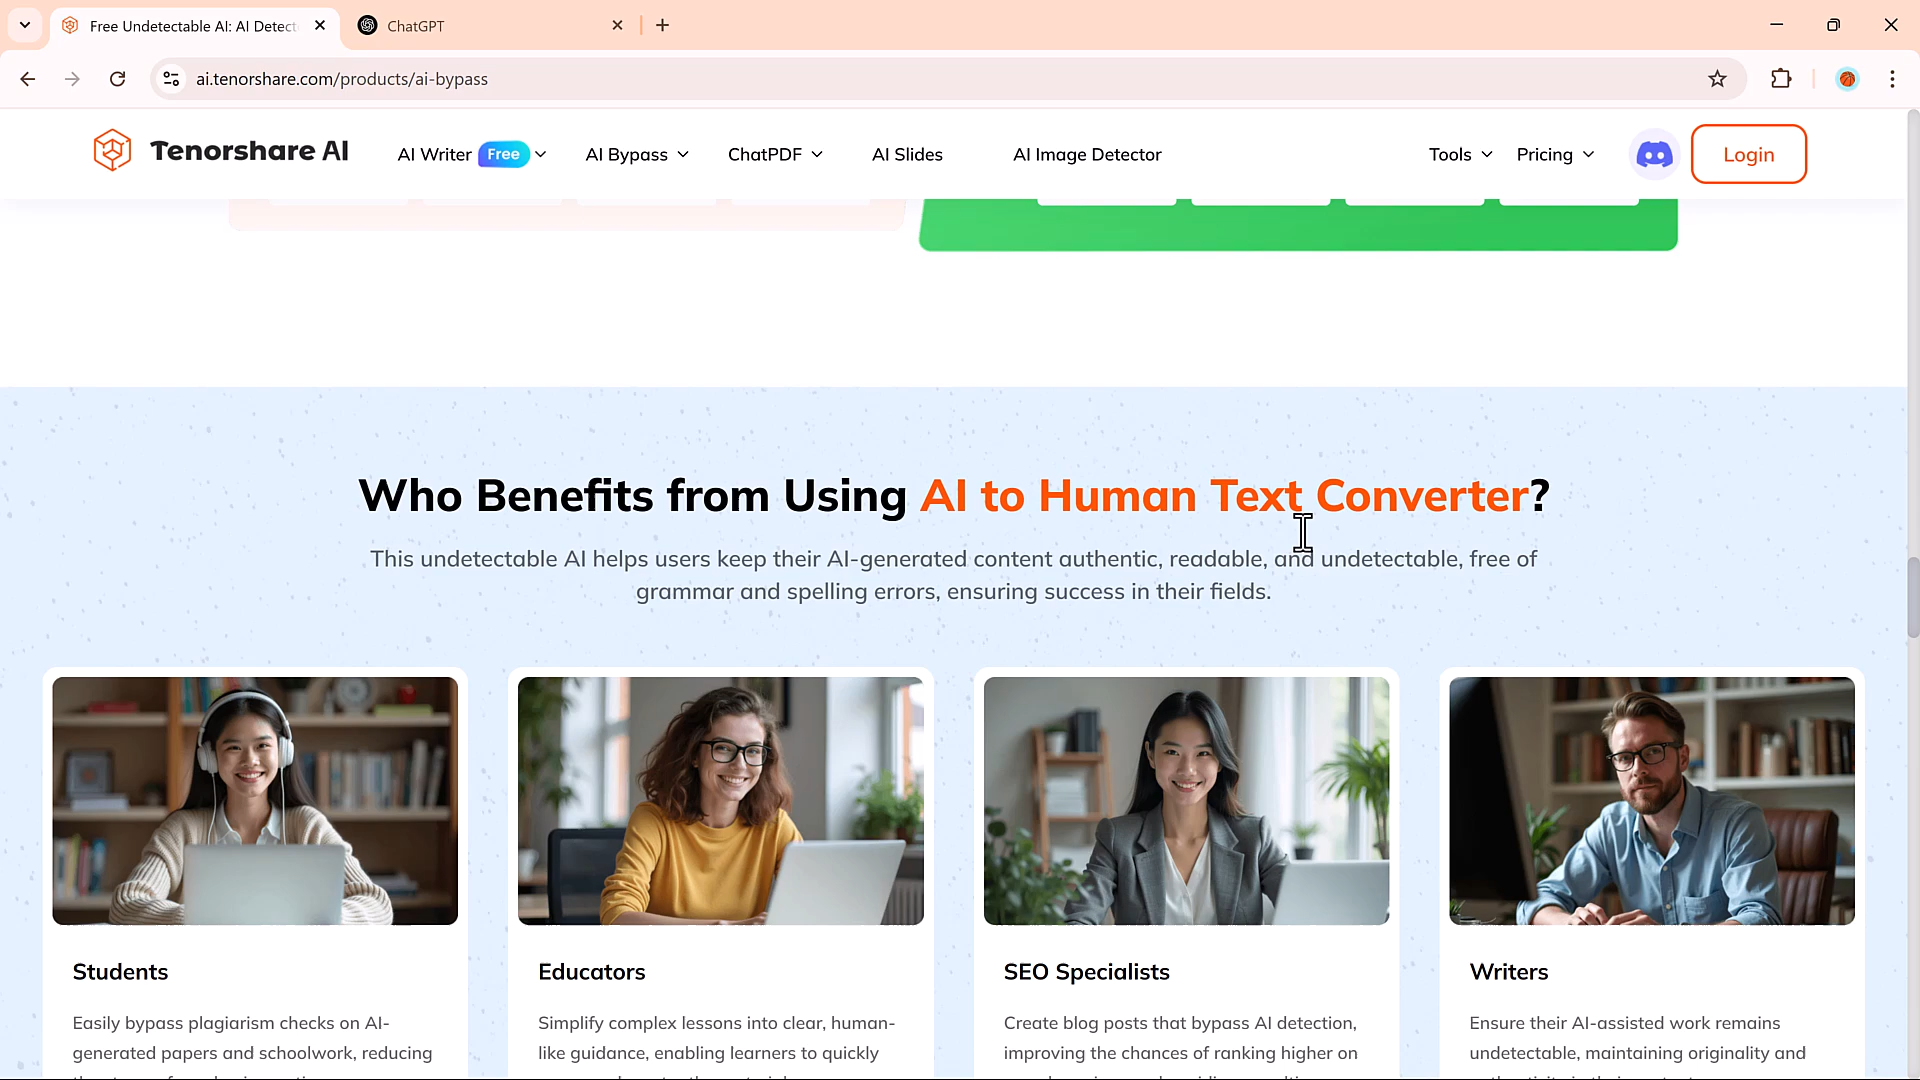 Free Undetectable AI: AI Detect
ChatGPT
ai.tenorshare.com/products/ai-bypass
Tenorshare AI
AI Writer Free
AI Bypass
ChatPDF
AI Slides
AI Image Detector
Tools
Pricing
Login
Who Benefits from Using AI to Human Text Converter?
This undetectable AI helps users keep their AI-generated content authentic, readable, and undetectable, free of
grammar and spelling errors, ensuring success in their fields.
Students
Easily bypass plagiarism checks on AI-
generated papers and schoolwork, reducing
Educators
Simplify complex lessons into clear, human-
like guidance, enabling learners to quickly
SEO Specialists
Create blog posts that bypass AI detection,
improving the chances of ranking higher on
Writers
Ensure their AI-assisted work remains
undetectable, maintaining originality and